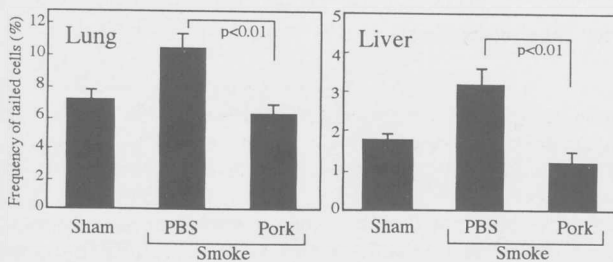 Frequency of tailed cells (%)
Lung
p<0.01
12
10
8
6
4
2
0
Sham
PBS
Pork
Smoke
Liver
p<0.01
5
4
3
2
1
0
Sham
PBS
Pork
Smoke